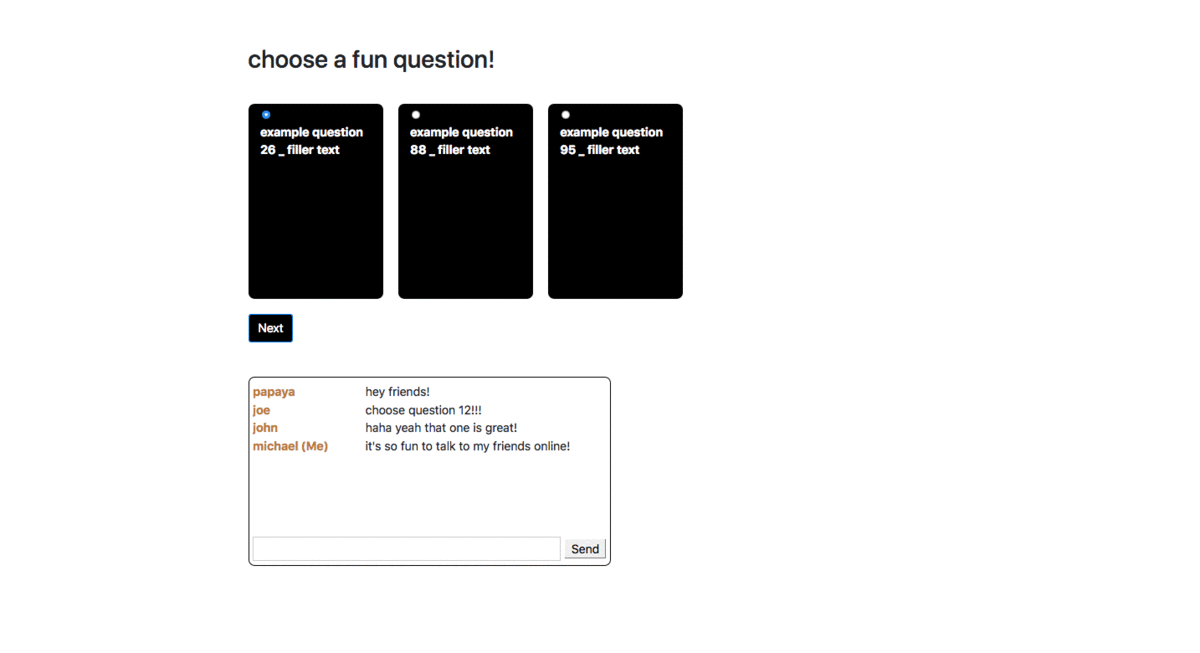 choose a fun question!
example question
26 _ filler text
example question
88 _ filler text
example question
95 _ filler text
Next
papaya hey friends!
joe choose question 12!!!
john haha yeah that one is great!
michael (Me) it's so fun to talk to my friends online!
Send